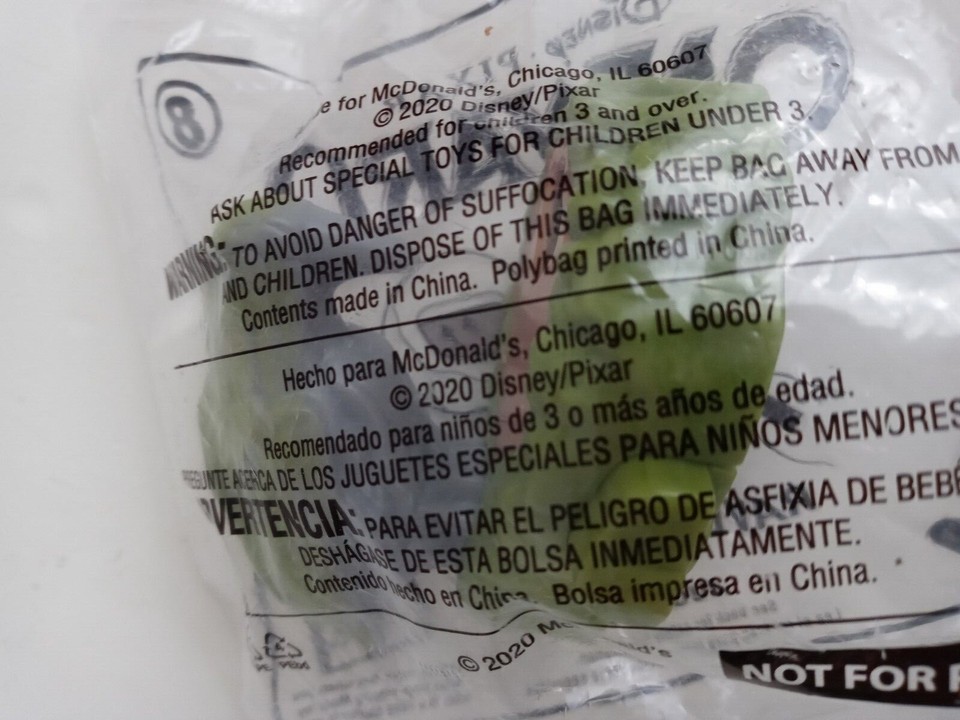 8
e for McDonald's, Chicago, IL 60607
© 2020 Disney/Pixar
Recommended for children 3 and over.
ASK ABOUT SPECIAL TOYS FOR CHILDREN UNDER 3.
WARNING: TO AVOID DANGER OF SUFFOCATION, KEEP BAG AWAY FROM
AND CHILDREN. DISPOSE OF THIS BAG IMMEDIATELY.
Contents made in China. Polybag printed in China.
Hecho para McDonald's, Chicago, IL 60607
© 2020 Disney/Pixar
Recomendado para niños de 3 o más años de edad.
ACERCA DE LOS JUGUETES ESPECIALES PARA NIÑOS MENORES
VERTENCIA: PARA EVITAR EL PELIGRO DE ASFIXIA DE BEBÉ
DESHÁGASE DE ESTA BOLSA INMEDIATAMENTE.
Contenido hecho en China. Bolsa impresa en China.
© 2020 Mc ald's
NOT FOR